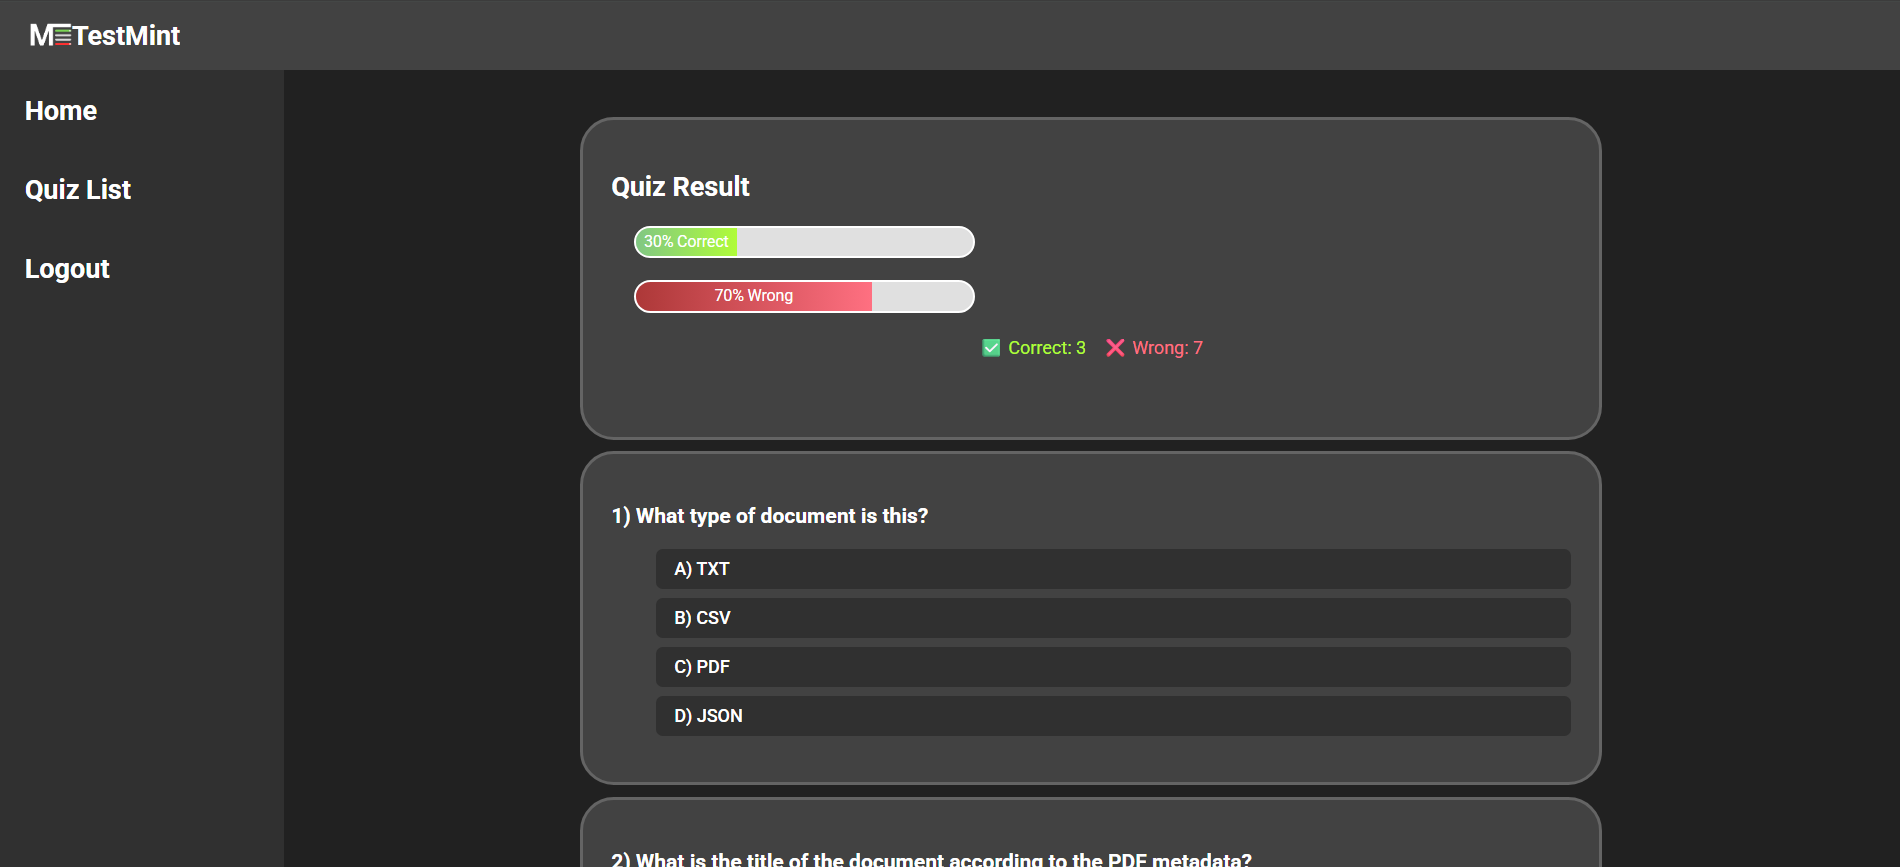 METestMint
Home
Quiz List
Logout
Quiz Result
30% Correct
70% Wrong
Correct: 3 Wrong: 7
1) What type of document is this?
A) TXT
B) CSV
C) PDF
D) JSON
2) What is the title of the document according to the PDF metadata?